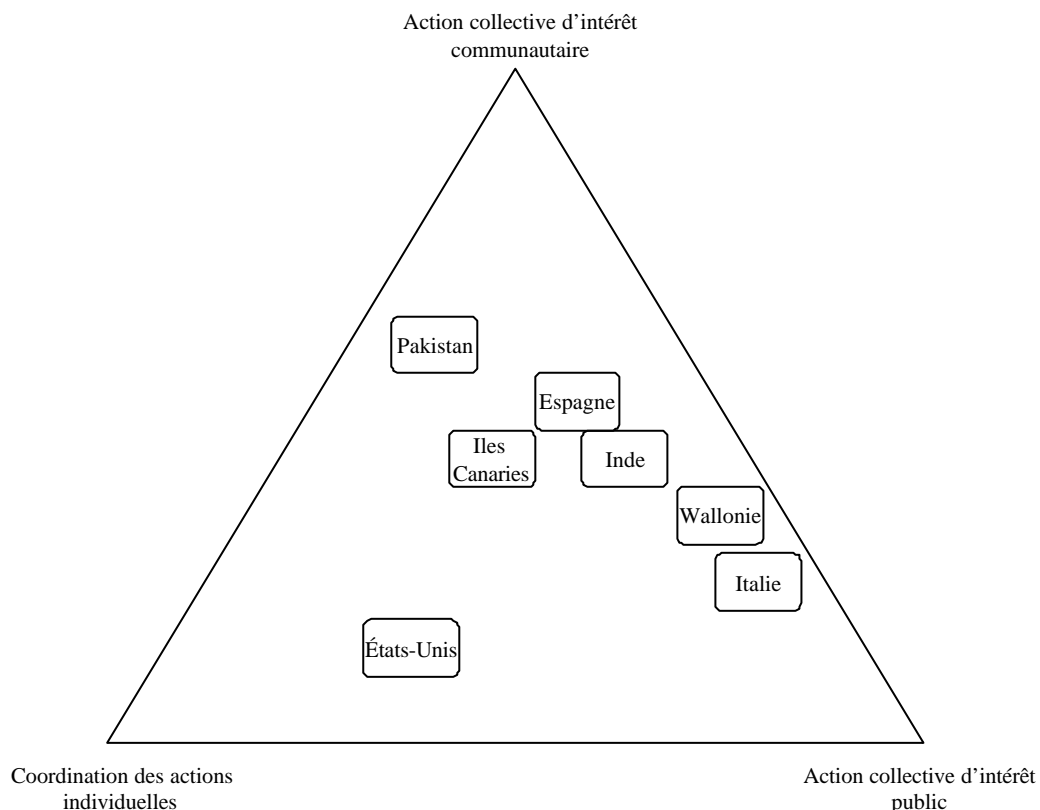 Action collective d’intérêt
communautaire
Pakistan
Espagne
Iles
Canaries
Inde
Wallonie
Italie
États-Unis
Coordination des actions
individuelles
Action collective d’intérêt
public